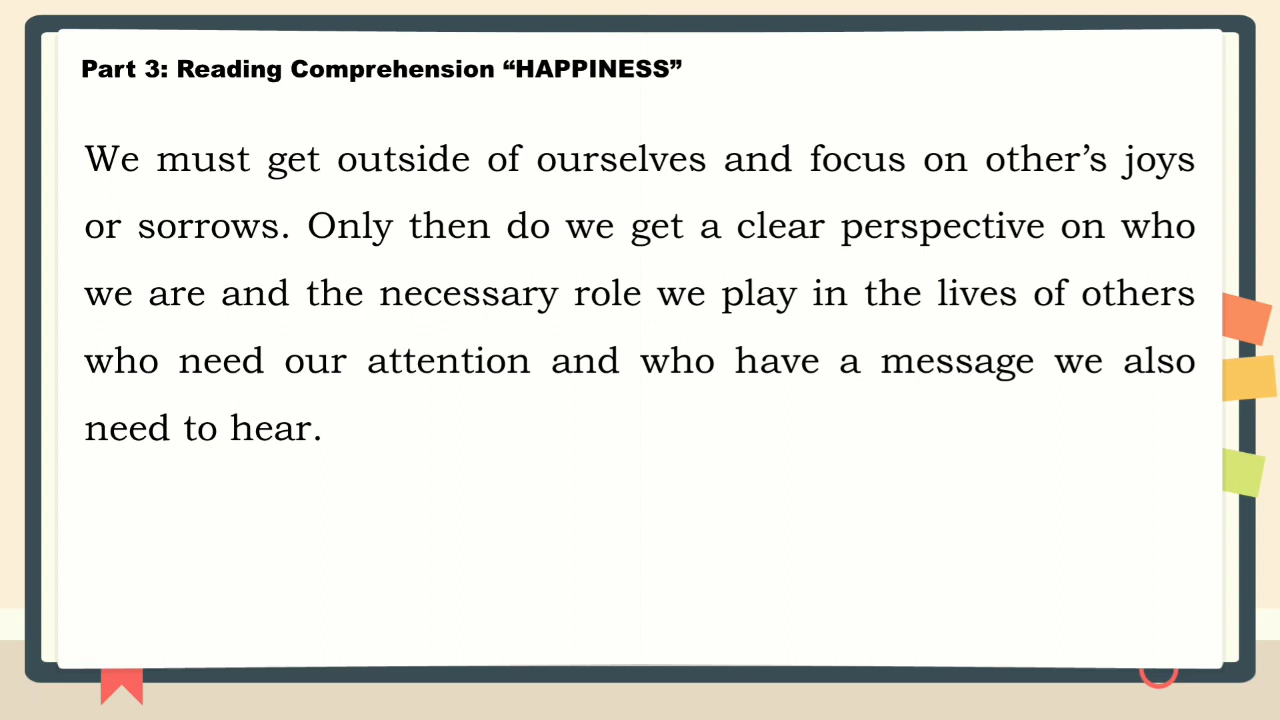 Part 3: Reading Comprehension “HAPPINESS”
We must get outside of ourselves and focus on other’s joys
or sorrows. Only then do we get a clear perspective on who
we are and the necessary role we play in the lives of others
who need our attention and who have a message we also
need to hear.